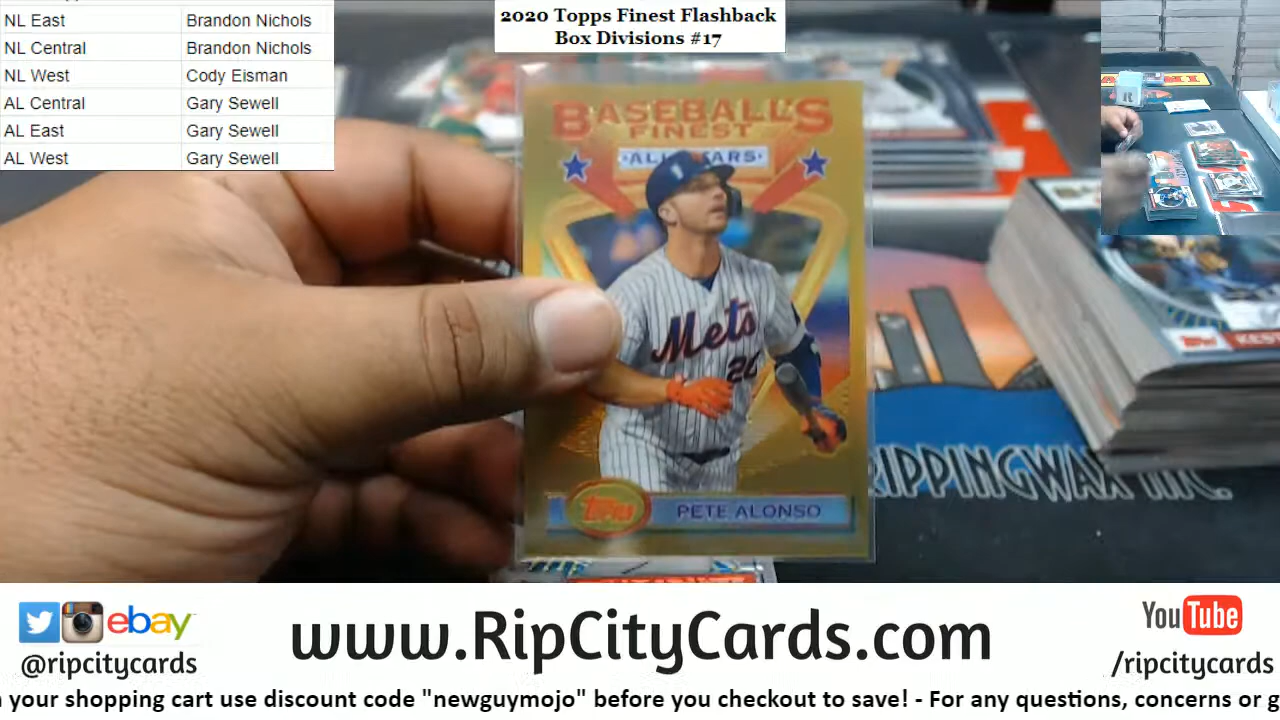 NL East Brandon Nichols
NL Central Brandon Nichols
NL West Cody Eisman
AL Central Gary Sewell
AL East Gary Sewell
AL West Gary Sewell
2020 Topps Finest Flashback
Box Divisions #17
BASEBALL'S
FINEST
Mets
20
Topps
PETE ALONSO
Topps
RIPPINGWAX INC.
ebay
@ripcitycards
www.RipCityCards.com
YouTube
/ripcitycards
your shopping cart use discount code "newguymojo" before you checkout to save! - For any questions, concerns or